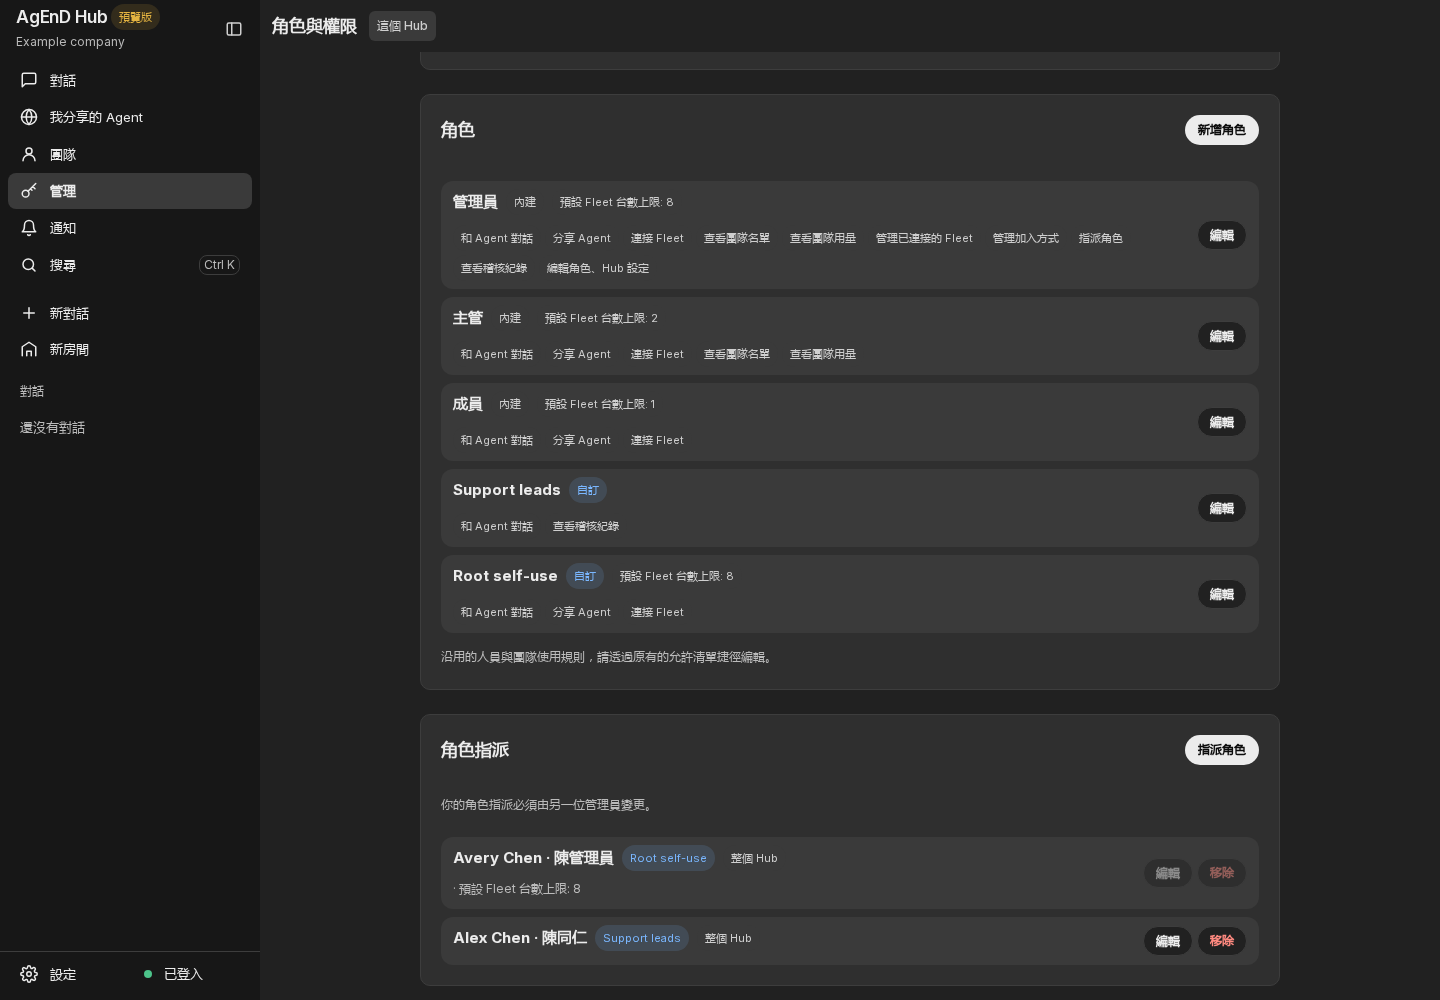 AgEnD Hub 預覽版
Example company
對話
我分享的 Agent
團隊
管理
通知
搜尋 Ctrl K
新對話
新房間
對話
還沒有對話
設定 已登入
角色與權限 這個 Hub
角色 新增角色
管理員 內建 預設 Fleet 台數上限: 8
和 Agent 對話 分享 Agent 連接 Fleet 查看團隊名單 查看團隊用量 管理已連接的 Fleet 管理加入方式 指派角色
查看稽核紀錄 編輯角色、Hub 設定
編輯
主管 內建 預設 Fleet 台數上限: 2
和 Agent 對話 分享 Agent 連接 Fleet 查看團隊名單 查看團隊用量
編輯
成員 內建 預設 Fleet 台數上限: 1
和 Agent 對話 分享 Agent 連接 Fleet
編輯
Support leads 自訂
和 Agent 對話 查看稽核紀錄
編輯
Root self-use 自訂 預設 Fleet 台數上限: 8
和 Agent 對話 分享 Agent 連接 Fleet
編輯
沿用的人員與團隊使用規則，請透過原有的允許清單捷徑編輯。
角色指派 指派角色
你的角色指派必須由另一位管理員變更。
Avery Chen · 陳管理員 Root self-use 整個 Hub
· 預設 Fleet 台數上限: 8
編輯 移除
Alex Chen · 陳同仁 Support leads 整個 Hub
編輯 移除